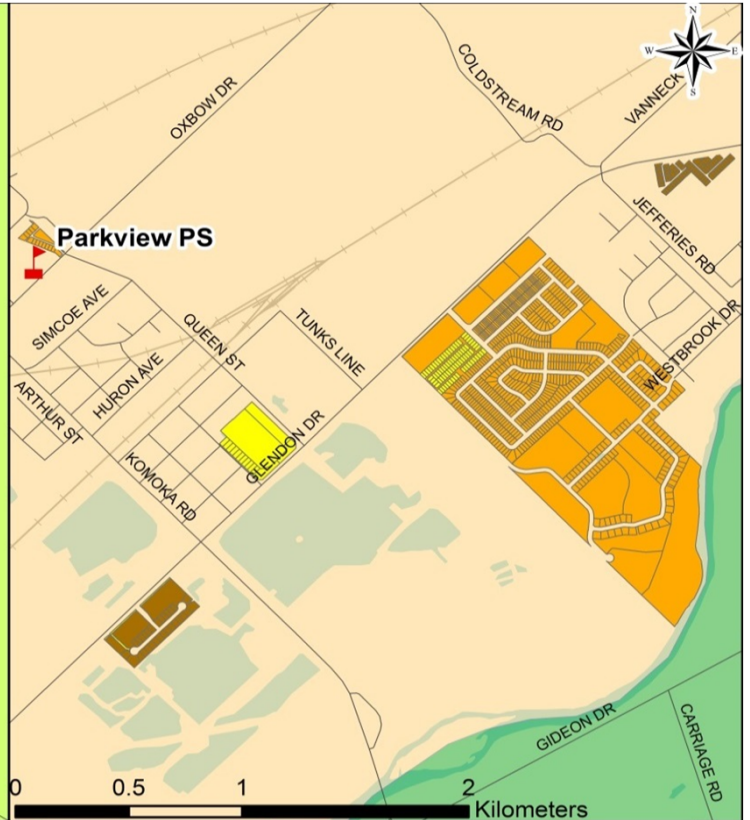 N
W E
S
OXBOW DR
COLDSTREAM RD
VANNECK
JEFFERIES RD
Parkview PS
SIMCOE AVE
QUEEN ST
TUNKS LINE
WESTBROOK DR
HURON AVE
ARTHUR ST
GLENDON DR
KOMOKA RD
GIDEON DR
CARRIAGE RD
0 0.5 1 2
Kilometers